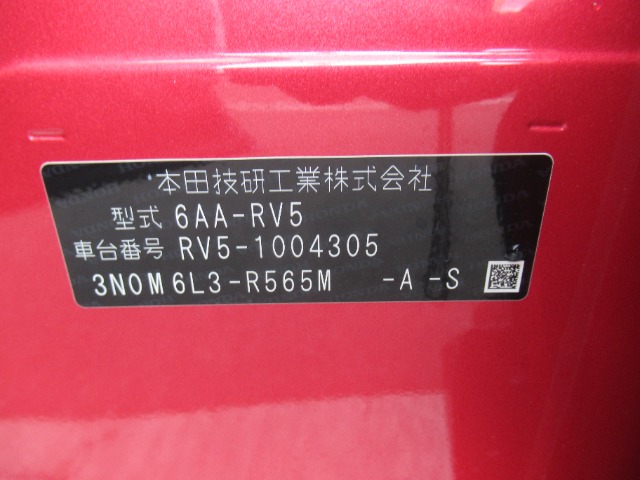 本田技研工業株式会社
型式 6AA-RV5
車台番号 RV5-1004305
3N0M6L3-R565M -A-S